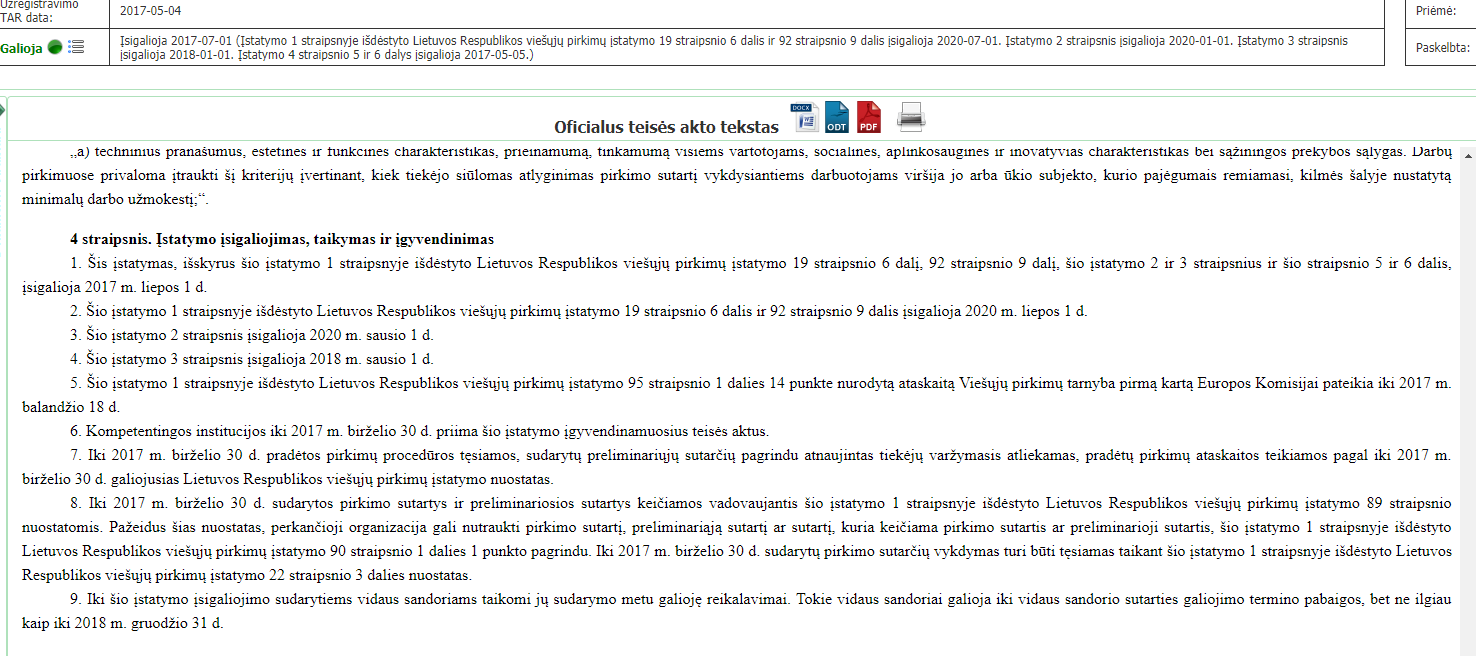 Užregistravimo
TAR data:
2017-05-04
Priėmė:
Galioja
Įsigalioja 2017-07-01 (Įstatymo 1 straipsnyje išdėstyto Lietuvos Respublikos viešųjų pirkimų įstatymo 19 straipsnio 6 dalis ir 92 straipsnio 9 dalis įsigalioja 2020-07-01. Įstatymo 2 straipsnis įsigalioja 2020-01-01. Įstatymo 3 straipsnis
įsigalioja 2018-01-01. Įstatymo 4 straipsnio 5 ir 6 dalys įsigalioja 2017-05-05.)
Paskelbta:
Oficialus teisės akto tekstas
DOCX
W
ODT
PDF
„a) techninius pranašumus, estetines ir funkcines charakteristikas, prieinamumą, tinkamumą visiems vartotojams, socialines, aplinkosaugines ir inovatyvias charakteristikas bei sąžiningos prekybos sąlygas. Darbų
pirkimuose privaloma įtraukti šį kriterijų įvertinant, kiek tiekėjo siūlomas atlyginimas pirkimo sutartį vykdysiantiems darbuotojams viršija jo arba ūkio subjekto, kurio pajėgumais remiamasi, kilmės šalyje nustatytą
minimalų darbo užmokestį;“.
4 straipsnis. Įstatymo įsigaliojimas, taikymas ir įgyvendinimas
1. Šis įstatymas, išskyrus šio įstatymo 1 straipsnyje išdėstyto Lietuvos Respublikos viešųjų pirkimų įstatymo 19 straipsnio 6 dalį, 92 straipsnio 9 dalį, šio įstatymo 2 ir 3 straipsnius ir šio straipsnio 5 ir 6 dalis,
įsigalioja 2017 m. liepos 1 d.
2. Šio įstatymo 1 straipsnyje išdėstyto Lietuvos Respublikos viešųjų pirkimų įstatymo 19 straipsnio 6 dalis ir 92 straipsnio 9 dalis įsigalioja 2020 m. liepos 1 d.
3. Šio įstatymo 2 straipsnis įsigalioja 2020 m. sausio 1 d.
4. Šio įstatymo 3 straipsnis įsigalioja 2018 m. sausio 1 d.
5. Šio įstatymo 1 straipsnyje išdėstyto Lietuvos Respublikos viešųjų pirkimų įstatymo 95 straipsnio 1 dalies 14 punkte nurodytą ataskaitą Viešųjų pirkimų tarnyba pirmą kartą Europos Komisijai pateikia iki 2017 m.
balandžio 18 d.
6. Kompetentingos institucijos iki 2017 m. birželio 30 d. priima šio įstatymo įgyvendinamuosius teisės aktus.
7. Iki 2017 m. birželio 30 d. pradėtos pirkimų procedūros tęsiamos, sudarytų preliminariųjų sutarčių pagrindu atnaujintas tiekėjų varžymasis atliekamas, pradėtų pirkimų ataskaitos teikiamos pagal iki 2017 m.
birželio 30 d. galiojusias Lietuvos Respublikos viešųjų pirkimų įstatymo nuostatas.
8. Iki 2017 m. birželio 30 d. sudarytos pirkimo sutartys ir preliminariosios sutartys keičiamos vadovaujantis šio įstatymo 1 straipsnyje išdėstyto Lietuvos Respublikos viešųjų pirkimų įstatymo 89 straipsnio
nuostatomis. Pažeidus šias nuostatas, perkančioji organizacija gali nutraukti pirkimo sutartį, preliminariąją sutartį ar sutartį, kuria keičiama pirkimo sutartis ar preliminarioji sutartis, šio įstatymo 1 straipsnyje išdėstyto
Lietuvos Respublikos viešųjų pirkimų įstatymo 90 straipsnio 1 dalies 1 punkto pagrindu. Iki 2017 m. birželio 30 d. sudarytų pirkimo sutarčių vykdymas turi būti tęsiamas taikant šio įstatymo 1 straipsnyje išdėstyto Lietuvos
Respublikos viešųjų pirkimų įstatymo 22 straipsnio 3 dalies nuostatas.
9. Iki šio įstatymo įsigaliojimo sudarytiems vidaus sandoriams taikomi jų sudarymo metu galioję reikalavimai. Tokie vidaus sandoriai galioja iki vidaus sandorio sutarties galiojimo termino pabaigos, bet ne ilgiau
kaip iki 2018 m. gruodžio 31 d.